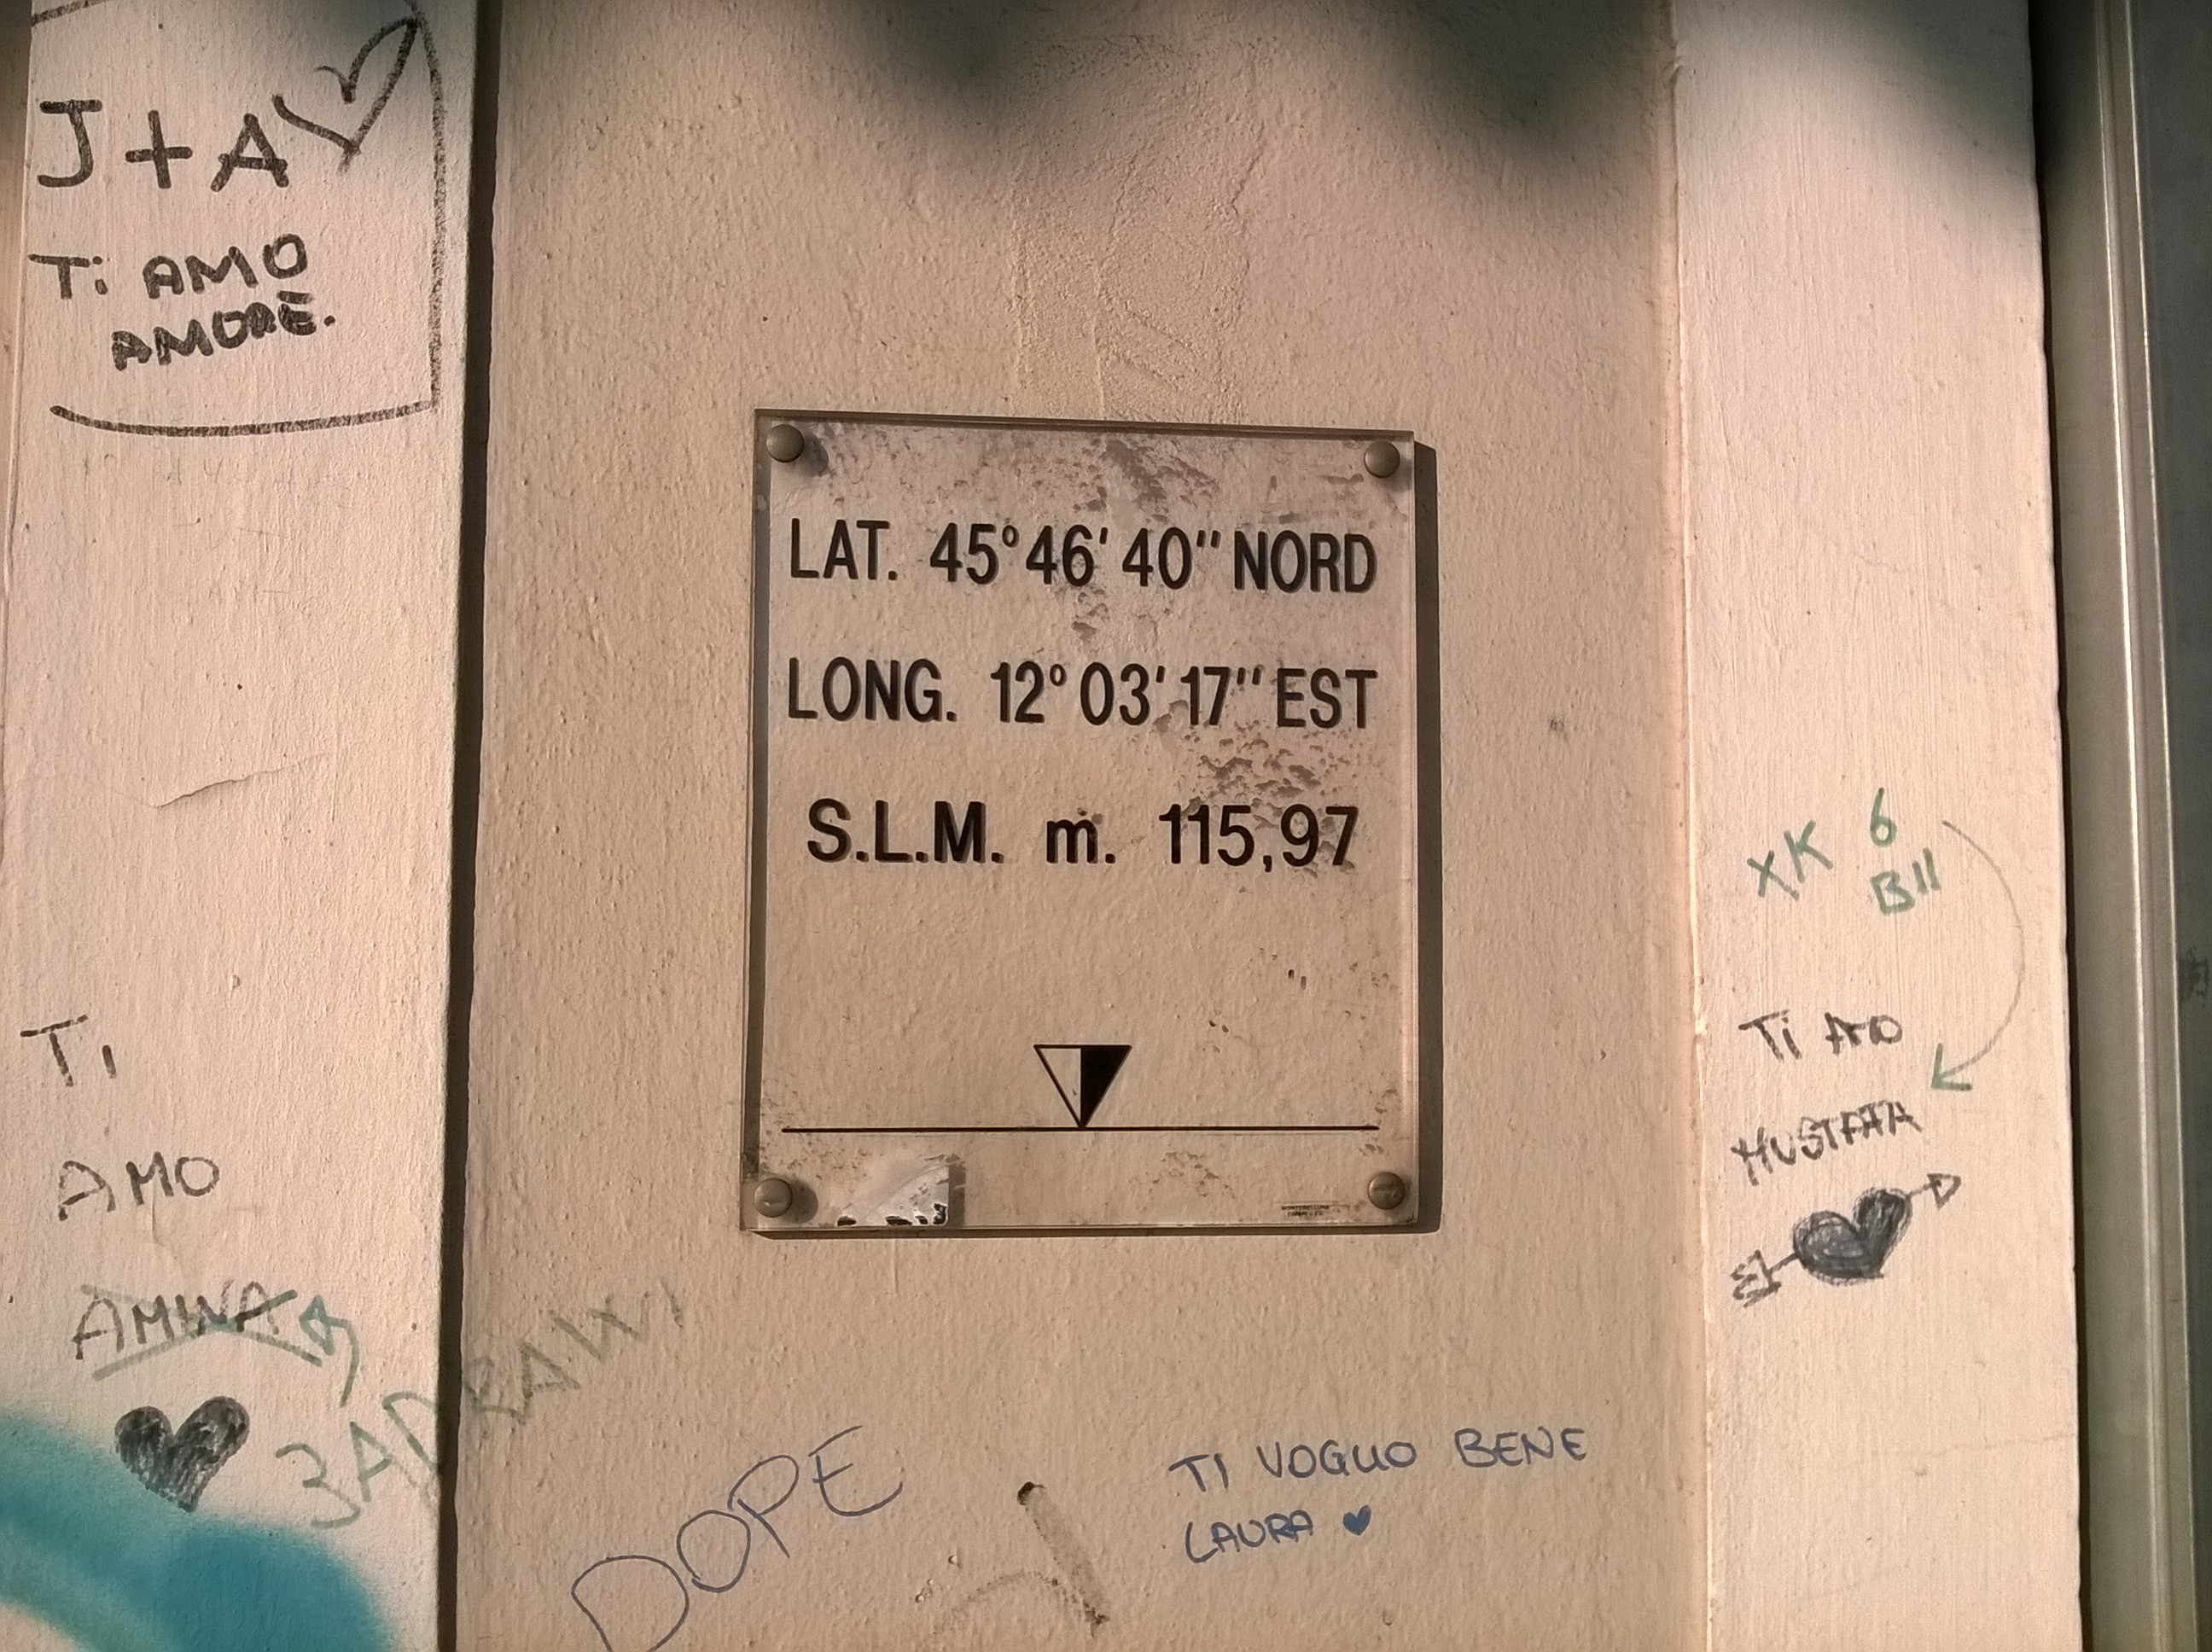 J+A
Ti AMO
AMORE.
LAT. 45°46'40" NORD
LONG. 12°03'17" EST
S.L.M. m. 115,97
XK 6
BII
Ti AMO
MUSTAFA
TI
AMO
AMINA
DOPE
TI VOGLIO BENE
LAURA